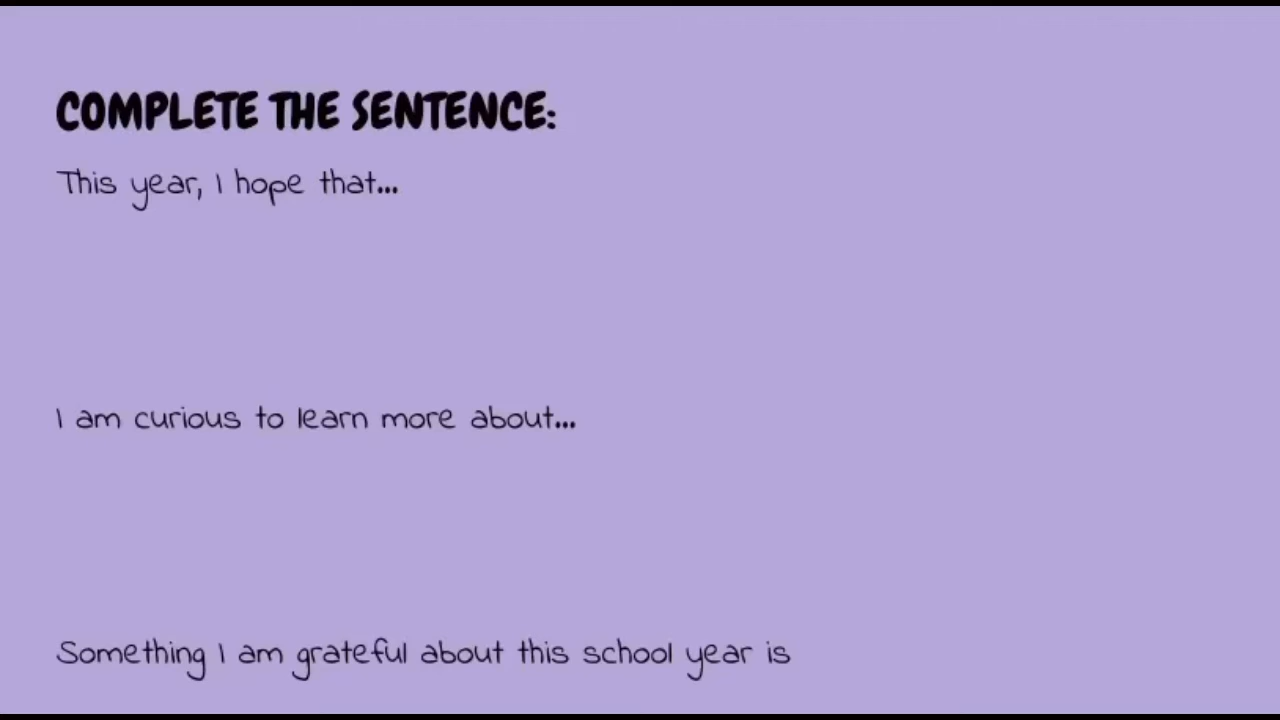 COMPLETE THE SENTENCE:
This year, I hope that...
I am curious to learn more about...
Something I am grateful about this school year is